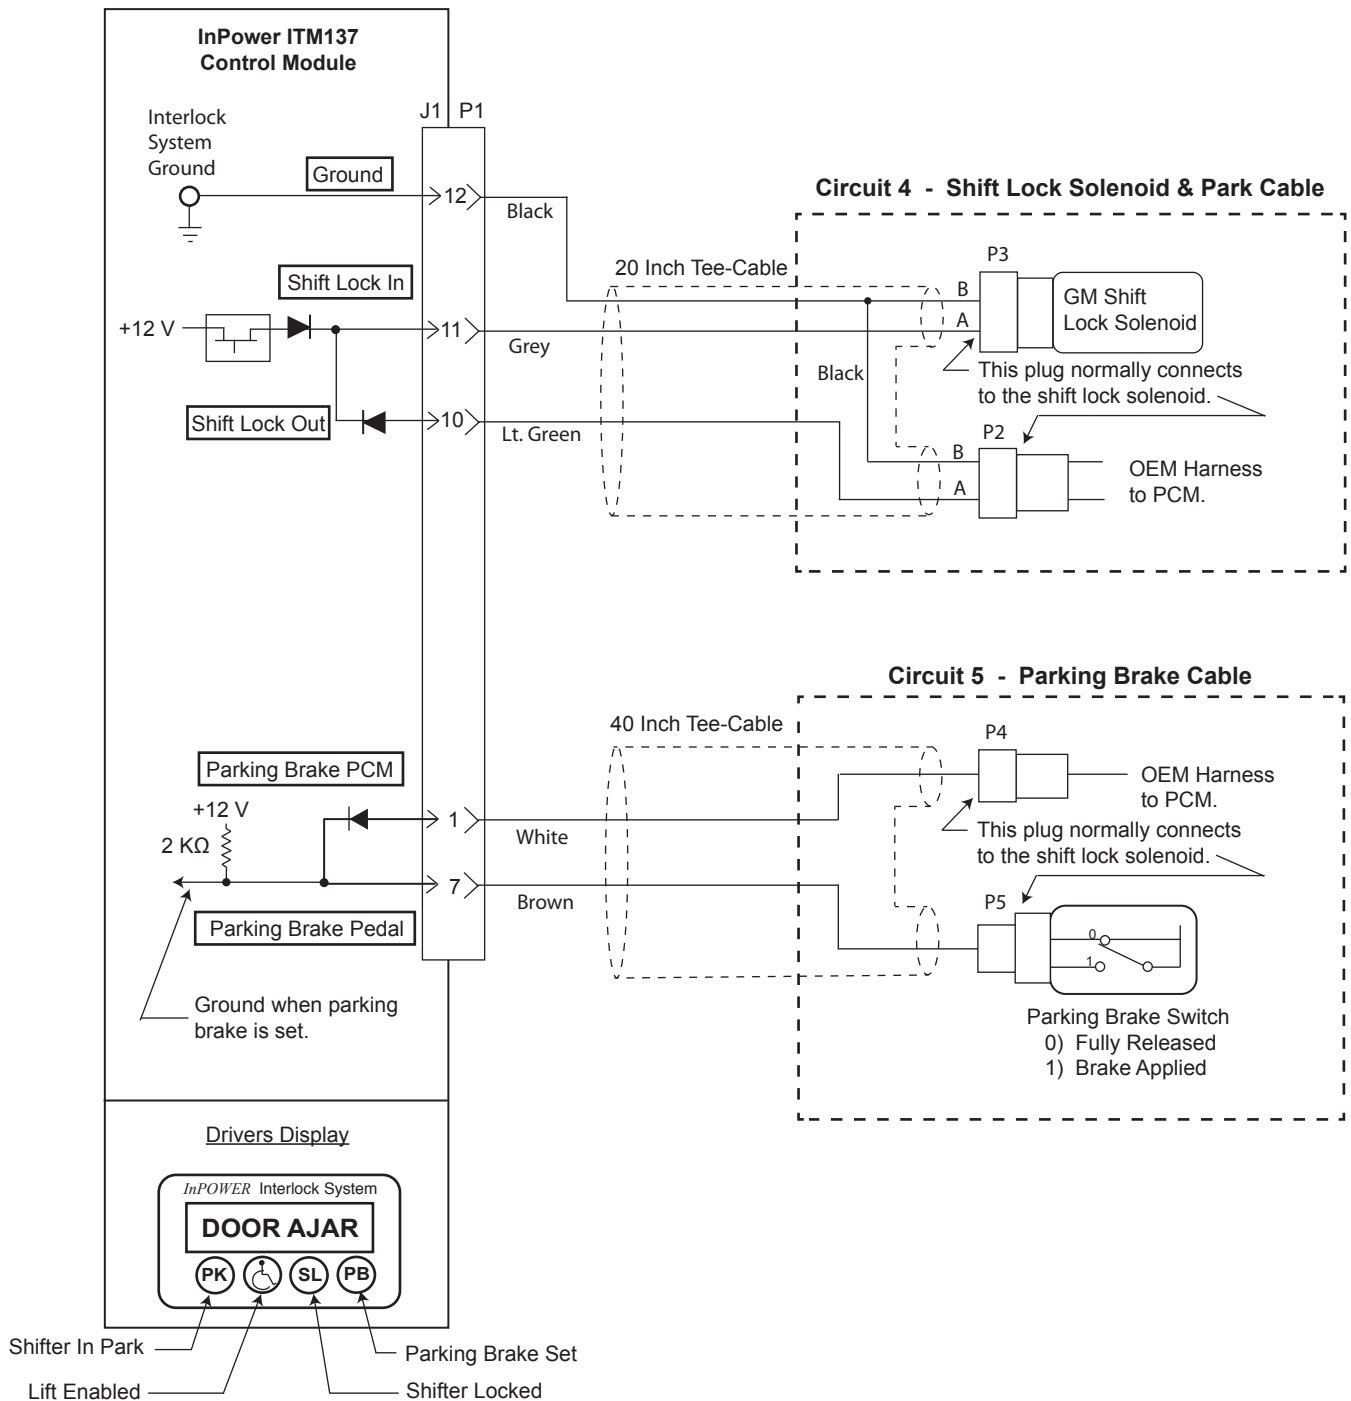 InPower ITM137
Control Module
J1 P1
Interlock
System
Ground
Ground
12
Black
Circuit 4 - Shift Lock Solenoid & Park Cable
20 Inch Tee-Cable
P3
B
A
GM Shift
Lock Solenoid
Shift Lock In
+12 V
11
Grey
Black
This plug normally connects
to the shift lock solenoid.
Shift Lock Out
10
Lt. Green
P2
B
A
OEM Harness
to PCM.
Circuit 5 - Parking Brake Cable
40 Inch Tee-Cable
P4
OEM Harness
to PCM.
Parking Brake PCM
+12 V
2 KΩ
1
White
This plug normally connects
to the shift lock solenoid.
7
Brown
P5
Parking Brake Pedal
0
1
Ground when parking
brake is set.
Parking Brake Switch
0) Fully Released
1) Brake Applied
Drivers Display
InPOWER Interlock System
DOOR AJAR
PK
SL
PB
Shifter In Park
Parking Brake Set
Lift Enabled
Shifter Locked